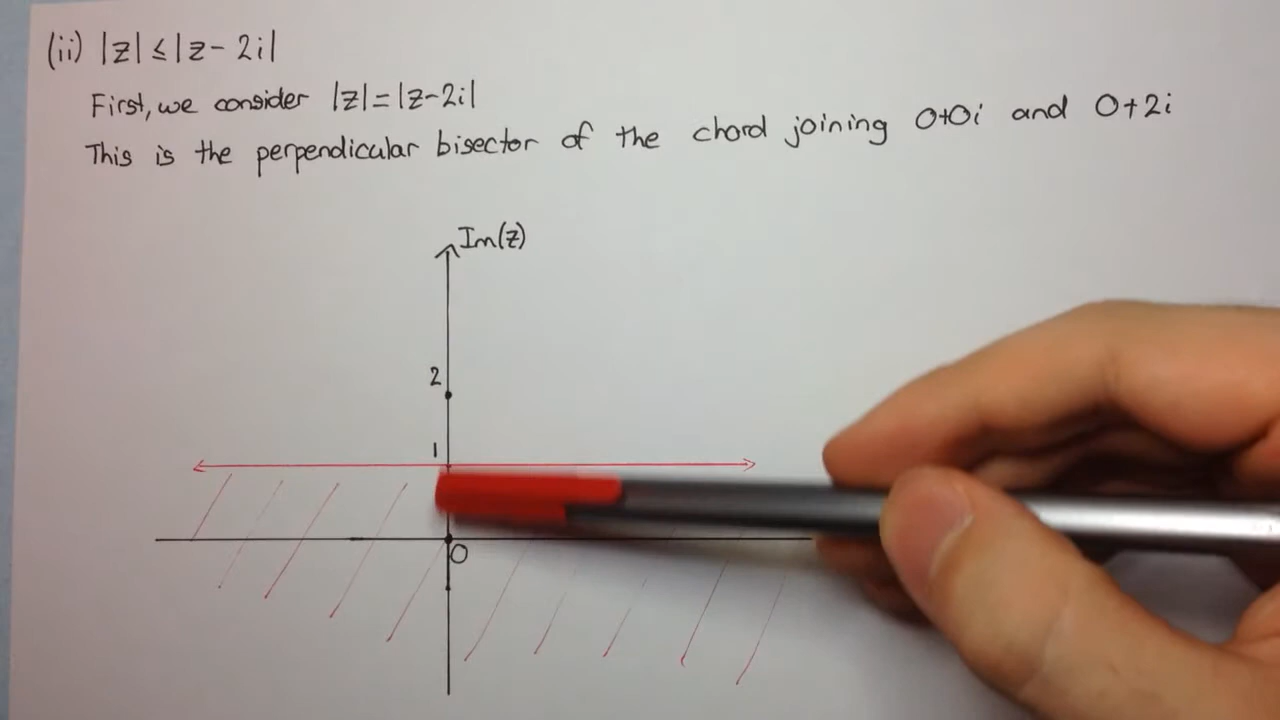 (ii) |z| ≤ |z - 2i|
First, we consider |z| = |z-2i|
This is the perpendicular bisector of the chord joining 0+0i and 0+2i
Im(z)
2
1
O